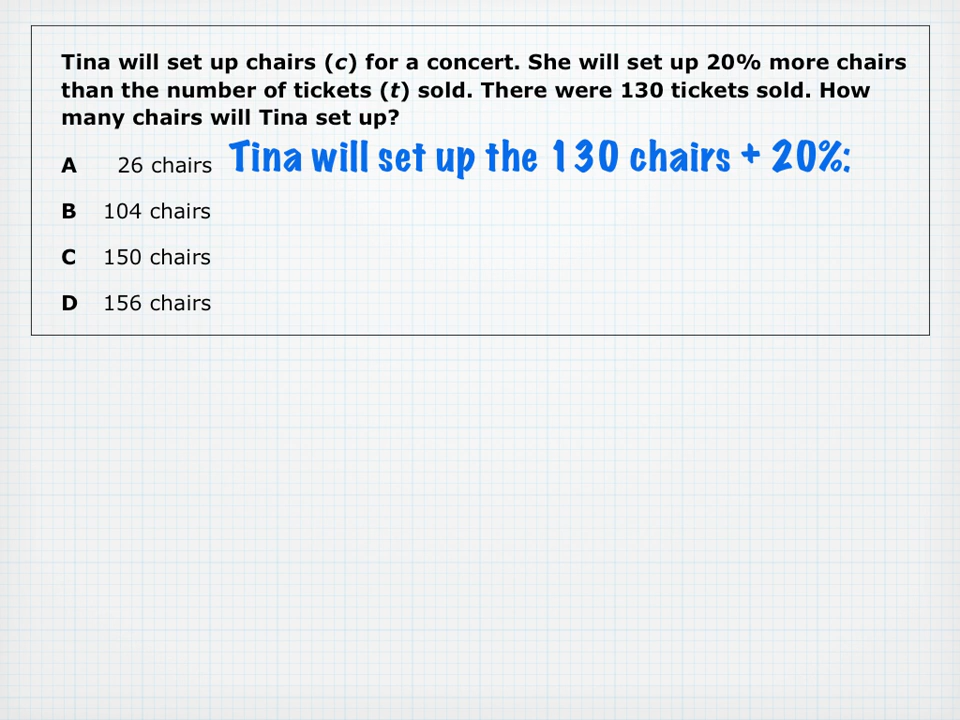 Tina will set up chairs (c) for a concert. She will set up 20% more chairs
than the number of tickets (t) sold. There were 130 tickets sold. How
many chairs will Tina set up?
A 26 chairs
Tina will set up the 130 chairs + 20%:
B 104 chairs
C 150 chairs
D 156 chairs